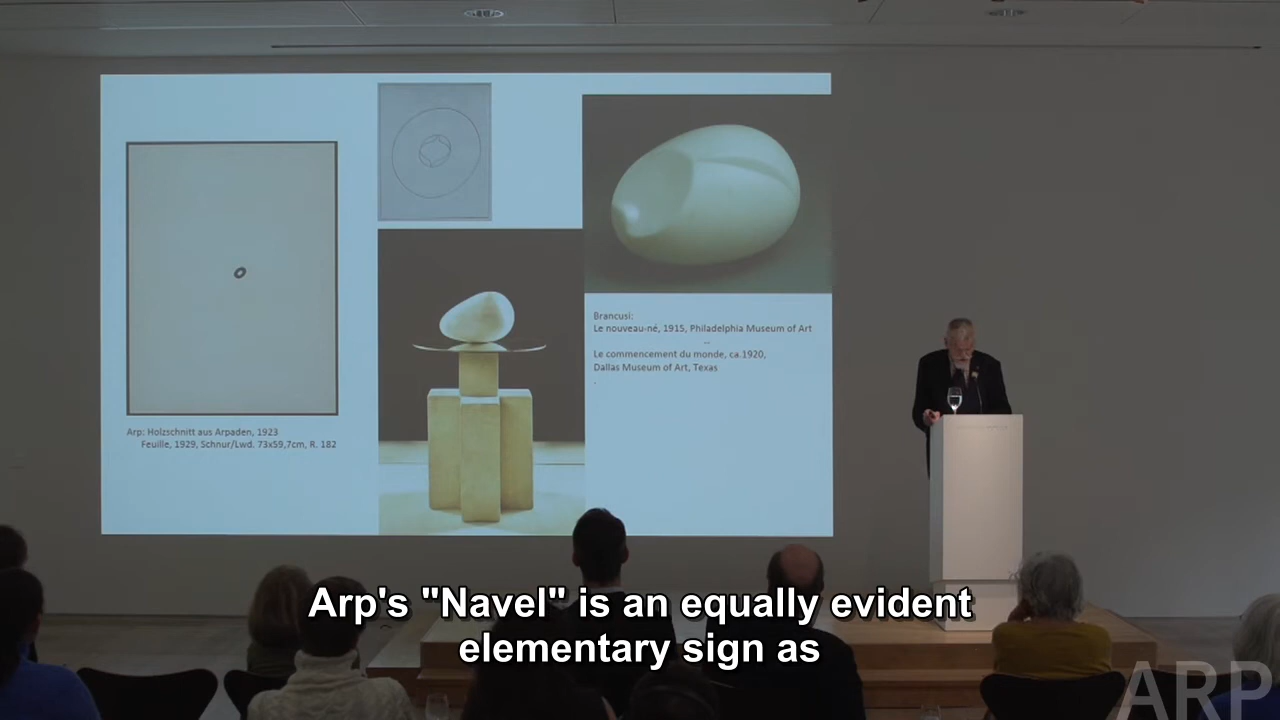 Brancusi:
Le nouveau-né, 1915, Philadelphia Museum of Art
Le commencement du monde, ca.1920,
Dallas Museum of Art, Texas
Arp: Holzschnitt aus Arpaden, 1923
Feuille, 1929, Schnur/Lwd. 73x59,7cm, R. 182
Arp's "Navel" is an equally evident
elementary sign as
ARP